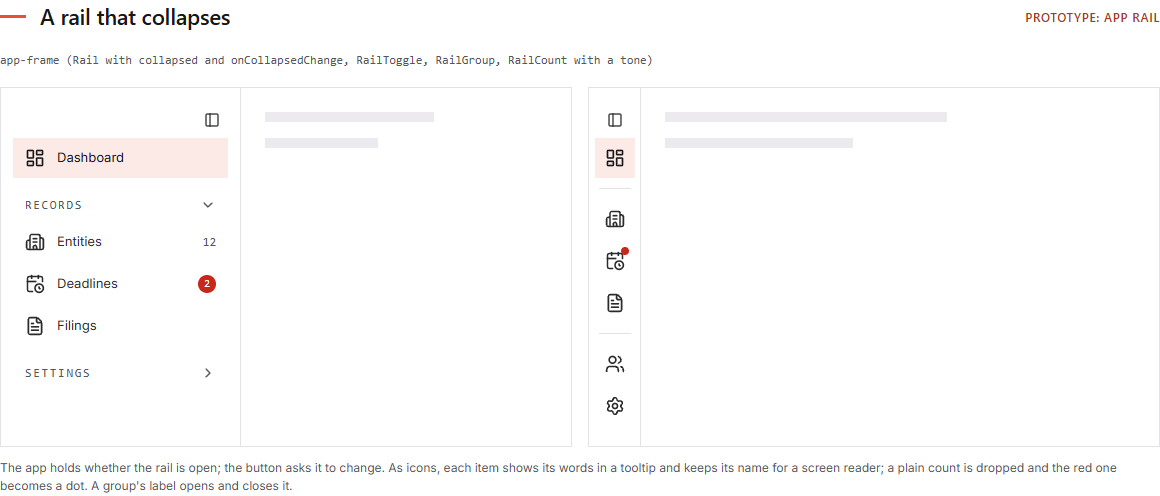 A rail that collapses
PROTOTYPE: APP RAIL
app-frame (Rail with collapsed and onCollapsedChange, RailToggle, RailGroup, RailCount with a tone)
Dashboard
RECORDS
Entities 12
Deadlines 2
Filings
SETTINGS
The app holds whether the rail is open; the button asks it to change. As icons, each item shows its words in a tooltip and keeps its name for a screen reader; a plain count is dropped and the red one
becomes a dot. A group's label opens and closes it.